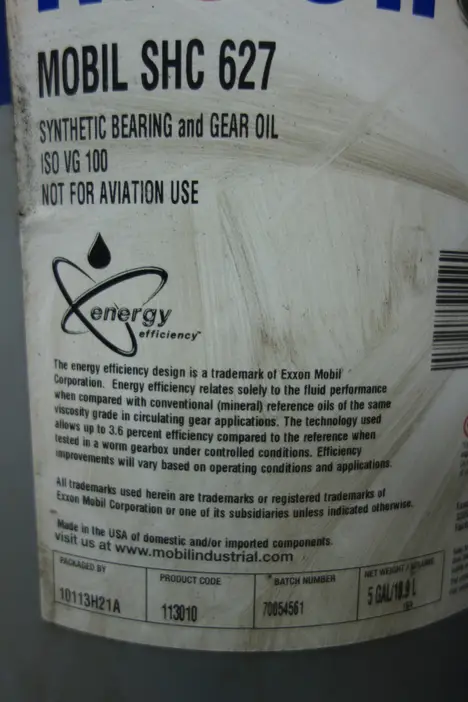 MOBIL SHC 627
SYNTHETIC BEARING and GEAR OIL
ISO VG 100
NOT FOR AVIATION USE
energy
efficiency™
The energy efficiency design is a trademark of Exxon Mobil
Corporation. Energy efficiency relates solely to the fluid performance
when compared with conventional (mineral) reference oils of the same
viscosity grade in circulating gear applications. The technology used
allows up to 3.6 percent efficiency compared to the reference when
tested in a worm gearbox under controlled conditions. Efficiency
improvements will vary based on operating conditions and applications.
All trademarks used herein are trademarks or registered trademarks of
Exxon Mobil Corporation or one of its subsidiaries unless indicated otherwise.
Made in the USA of domestic and/or imported components.
visit us at www.mobilindustrial.com
PACKAGED BY
10113H21A
PRODUCT CODE
113010
BATCH NUMBER
70054561
NET WEIGHT /
5 GAL/18.9 L